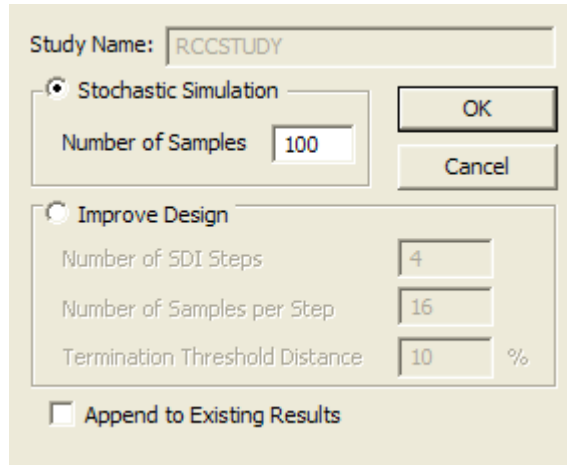 Study Name: RCCSTUDY
Stochastic Simulation
OK
Number of Samples 100
Cancel
Improve Design
Number of SDI Steps 4
Number of Samples per Step 16
Termination Threshold Distance 10 %
Append to Existing Results